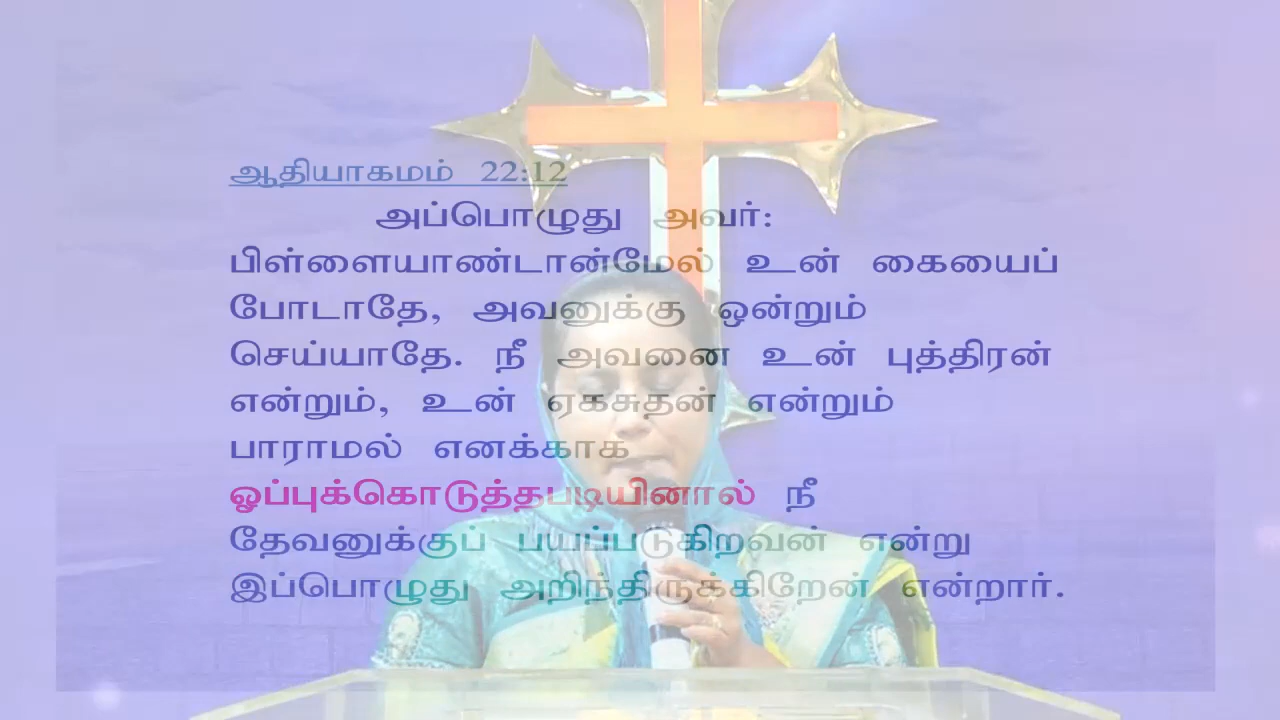 ஆதியாகமம் 22:12
அப்பொழுது அவர்:
பிள்ளையாண்டான்மேல் உன் கையைப்
போடாதே, அவனுக்கு ஒன்றும்
செய்யாதே. நீ அவனை உன் புத்திரன்
என்றும், உன் ஏகசுதன் என்றும்
பாராமல் எனக்காக
ஓப்புக்கொடுத்தபடியினால் நீ
தேவனுக்குப் பயப்படுகிறவன் என்று
இப்பொழுது அறிந்திருக்கிறேன் என்றார்.